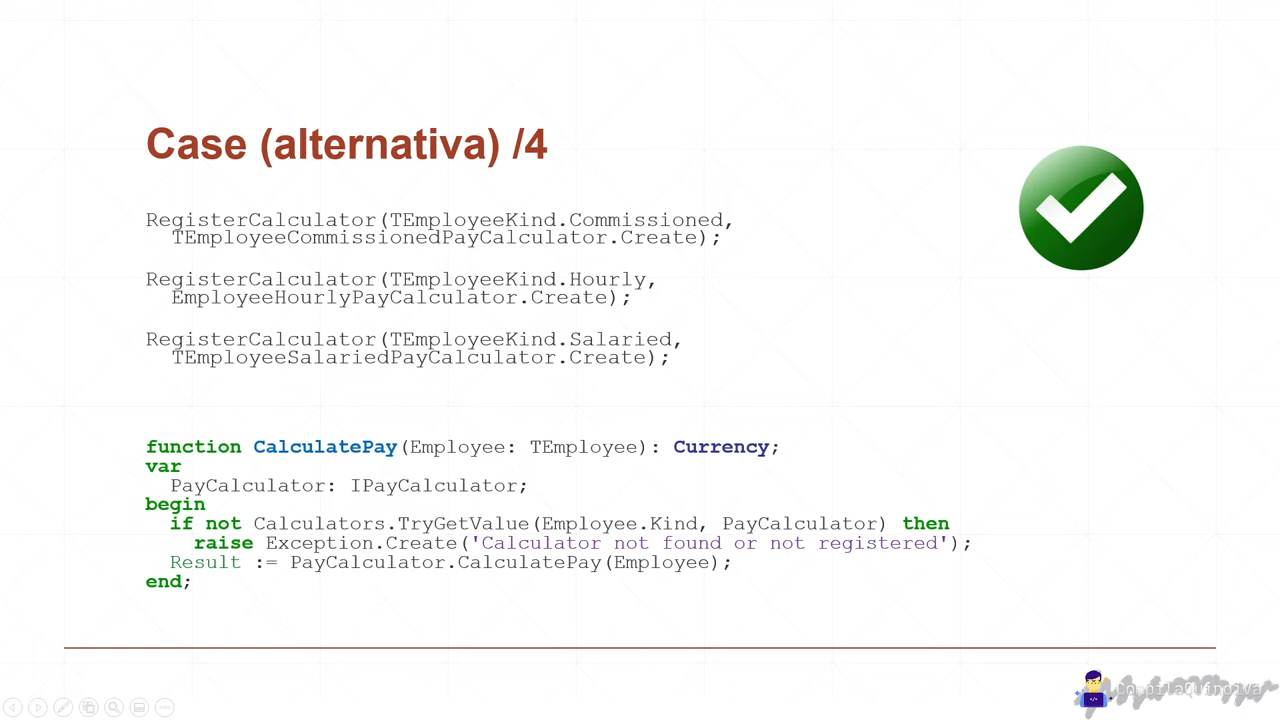 Case (alternativa) /4
RegisterCalculator(TEmployeeKind.Commissioned,
TEmployeeCommissionedPayCalculator.Create);
RegisterCalculator(TEmployeeKind.Hourly,
EmployeeHourlyPayCalculator.Create);
RegisterCalculator(TEmployeeKind.Salaried,
TEmployeeSalariedPayCalculator.Create);
function CalculatePay(Employee: TEmployee): Currency;
var
PayCalculator: IPayCalculator;
begin
if not Calculators.TryGetValue(Employee.Kind, PayCalculator) then
raise Exception.Create('Calculator not found or not registered');
Result := PayCalculator.CalculatePay(Employee);
end;